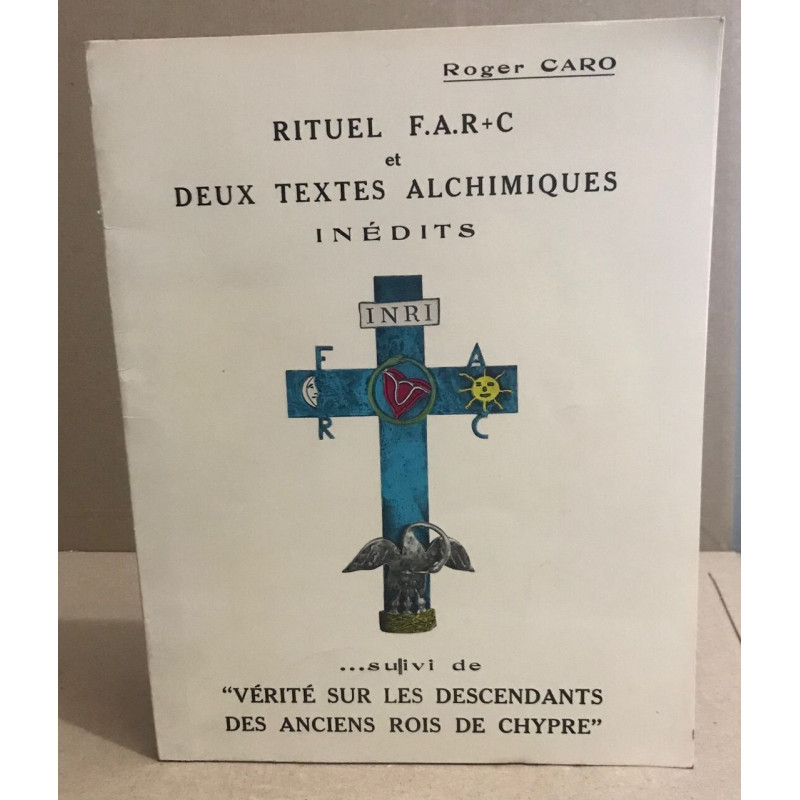 Roger CARO
RITUEL F.A.R+C
et
DEUX TEXTES ALCHIMIQUES
INÉDITS
INRI
F A
R C
...suivi de
"VÉRITÉ SUR LES DESCENDANTS
DES ANCIENS ROIS DE CHYPRE"